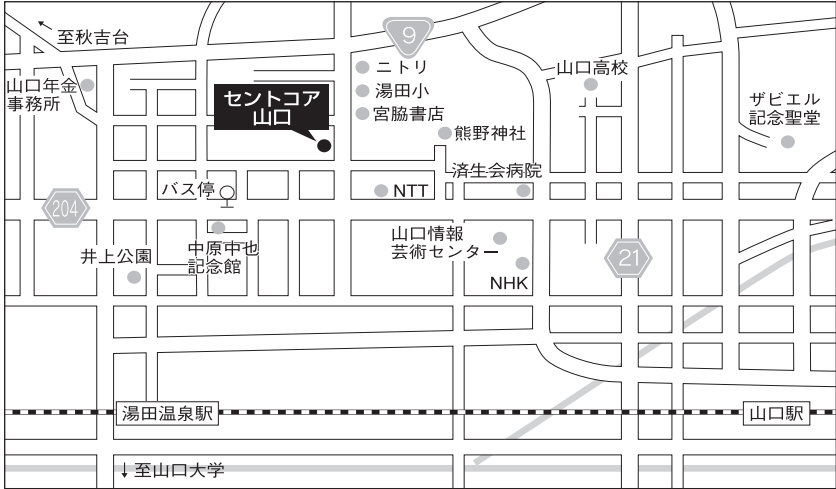 至秋吉台
9
ニトリ
湯田小
宮脇書店
山口高校
山口年金
事務所
セントコア
山口
ザビエル
記念聖堂
熊野神社
済生会病院
バス停
NTT
204
中原中也
記念館
井上公園
山口情報
芸術センター
NHK
21
湯田温泉駅
山口駅
↓至山口大学